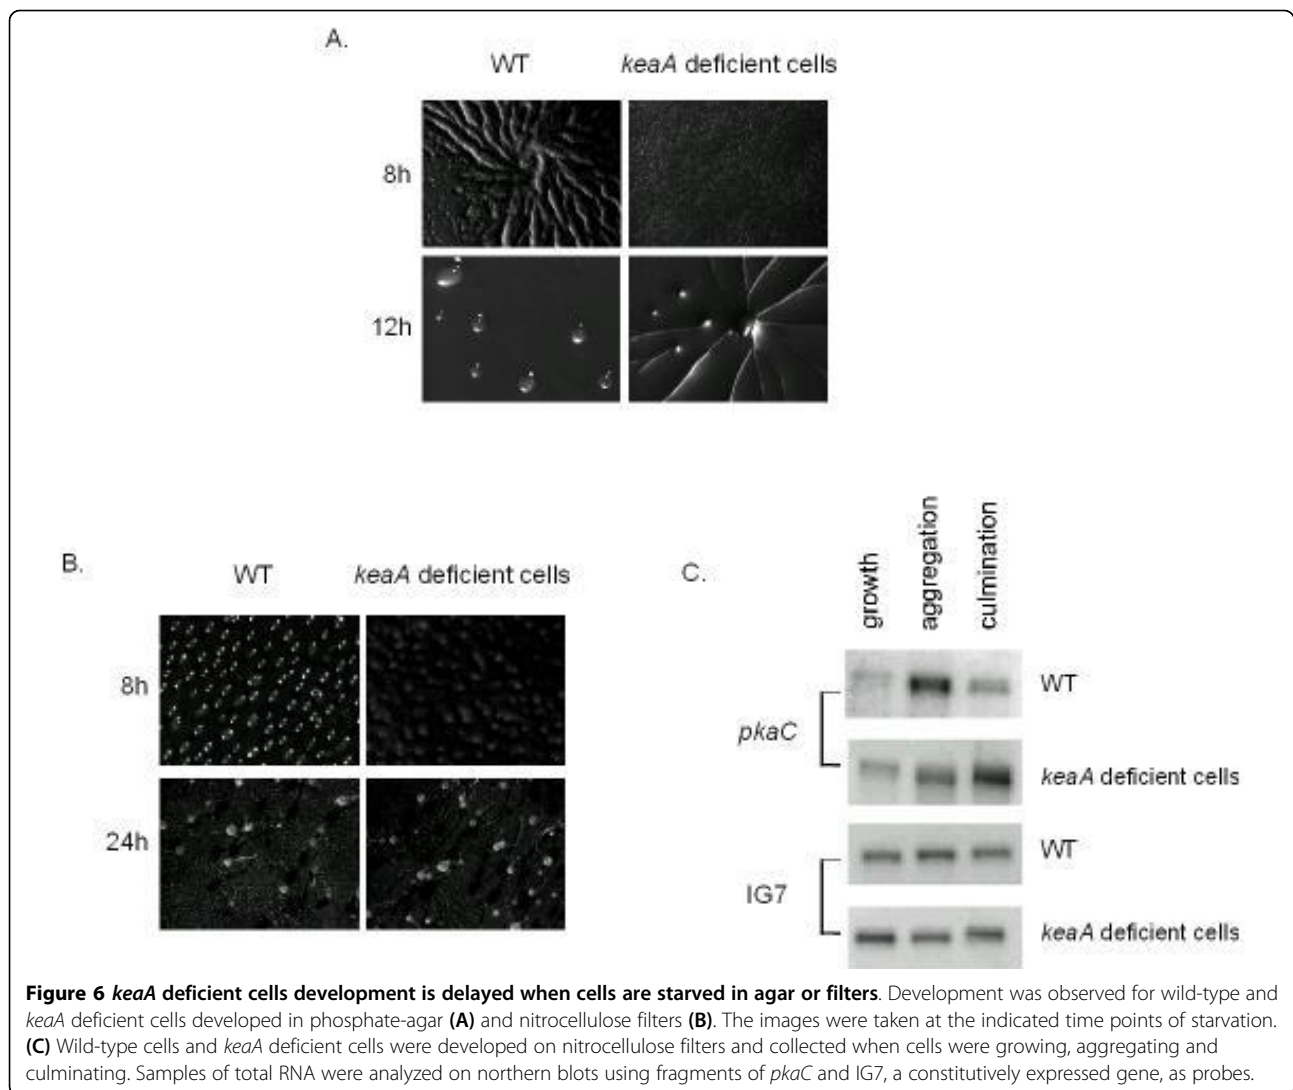 A.
WT
keaA deficient cells
8h
12h
B.
WT
keaA deficient cells
8h
24h
C.
growth
aggregation
culmination
pkaC
WT
keaA deficient cells
IG7
WT
keaA deficient cells
Figure 6 keaA deficient cells development is delayed when cells are starved in agar or filters. Development was observed for wild-type and
keaA deficient cells developed in phosphate-agar (A) and nitrocellulose filters (B). The images were taken at the indicated time points of starvation.
(C) Wild-type cells and keaA deficient cells were developed on nitrocellulose filters and collected when cells were growing, aggregating and
culminating. Samples of total RNA were analyzed on northern blots using fragments of pkaC and IG7, a constitutively expressed gene, as probes.